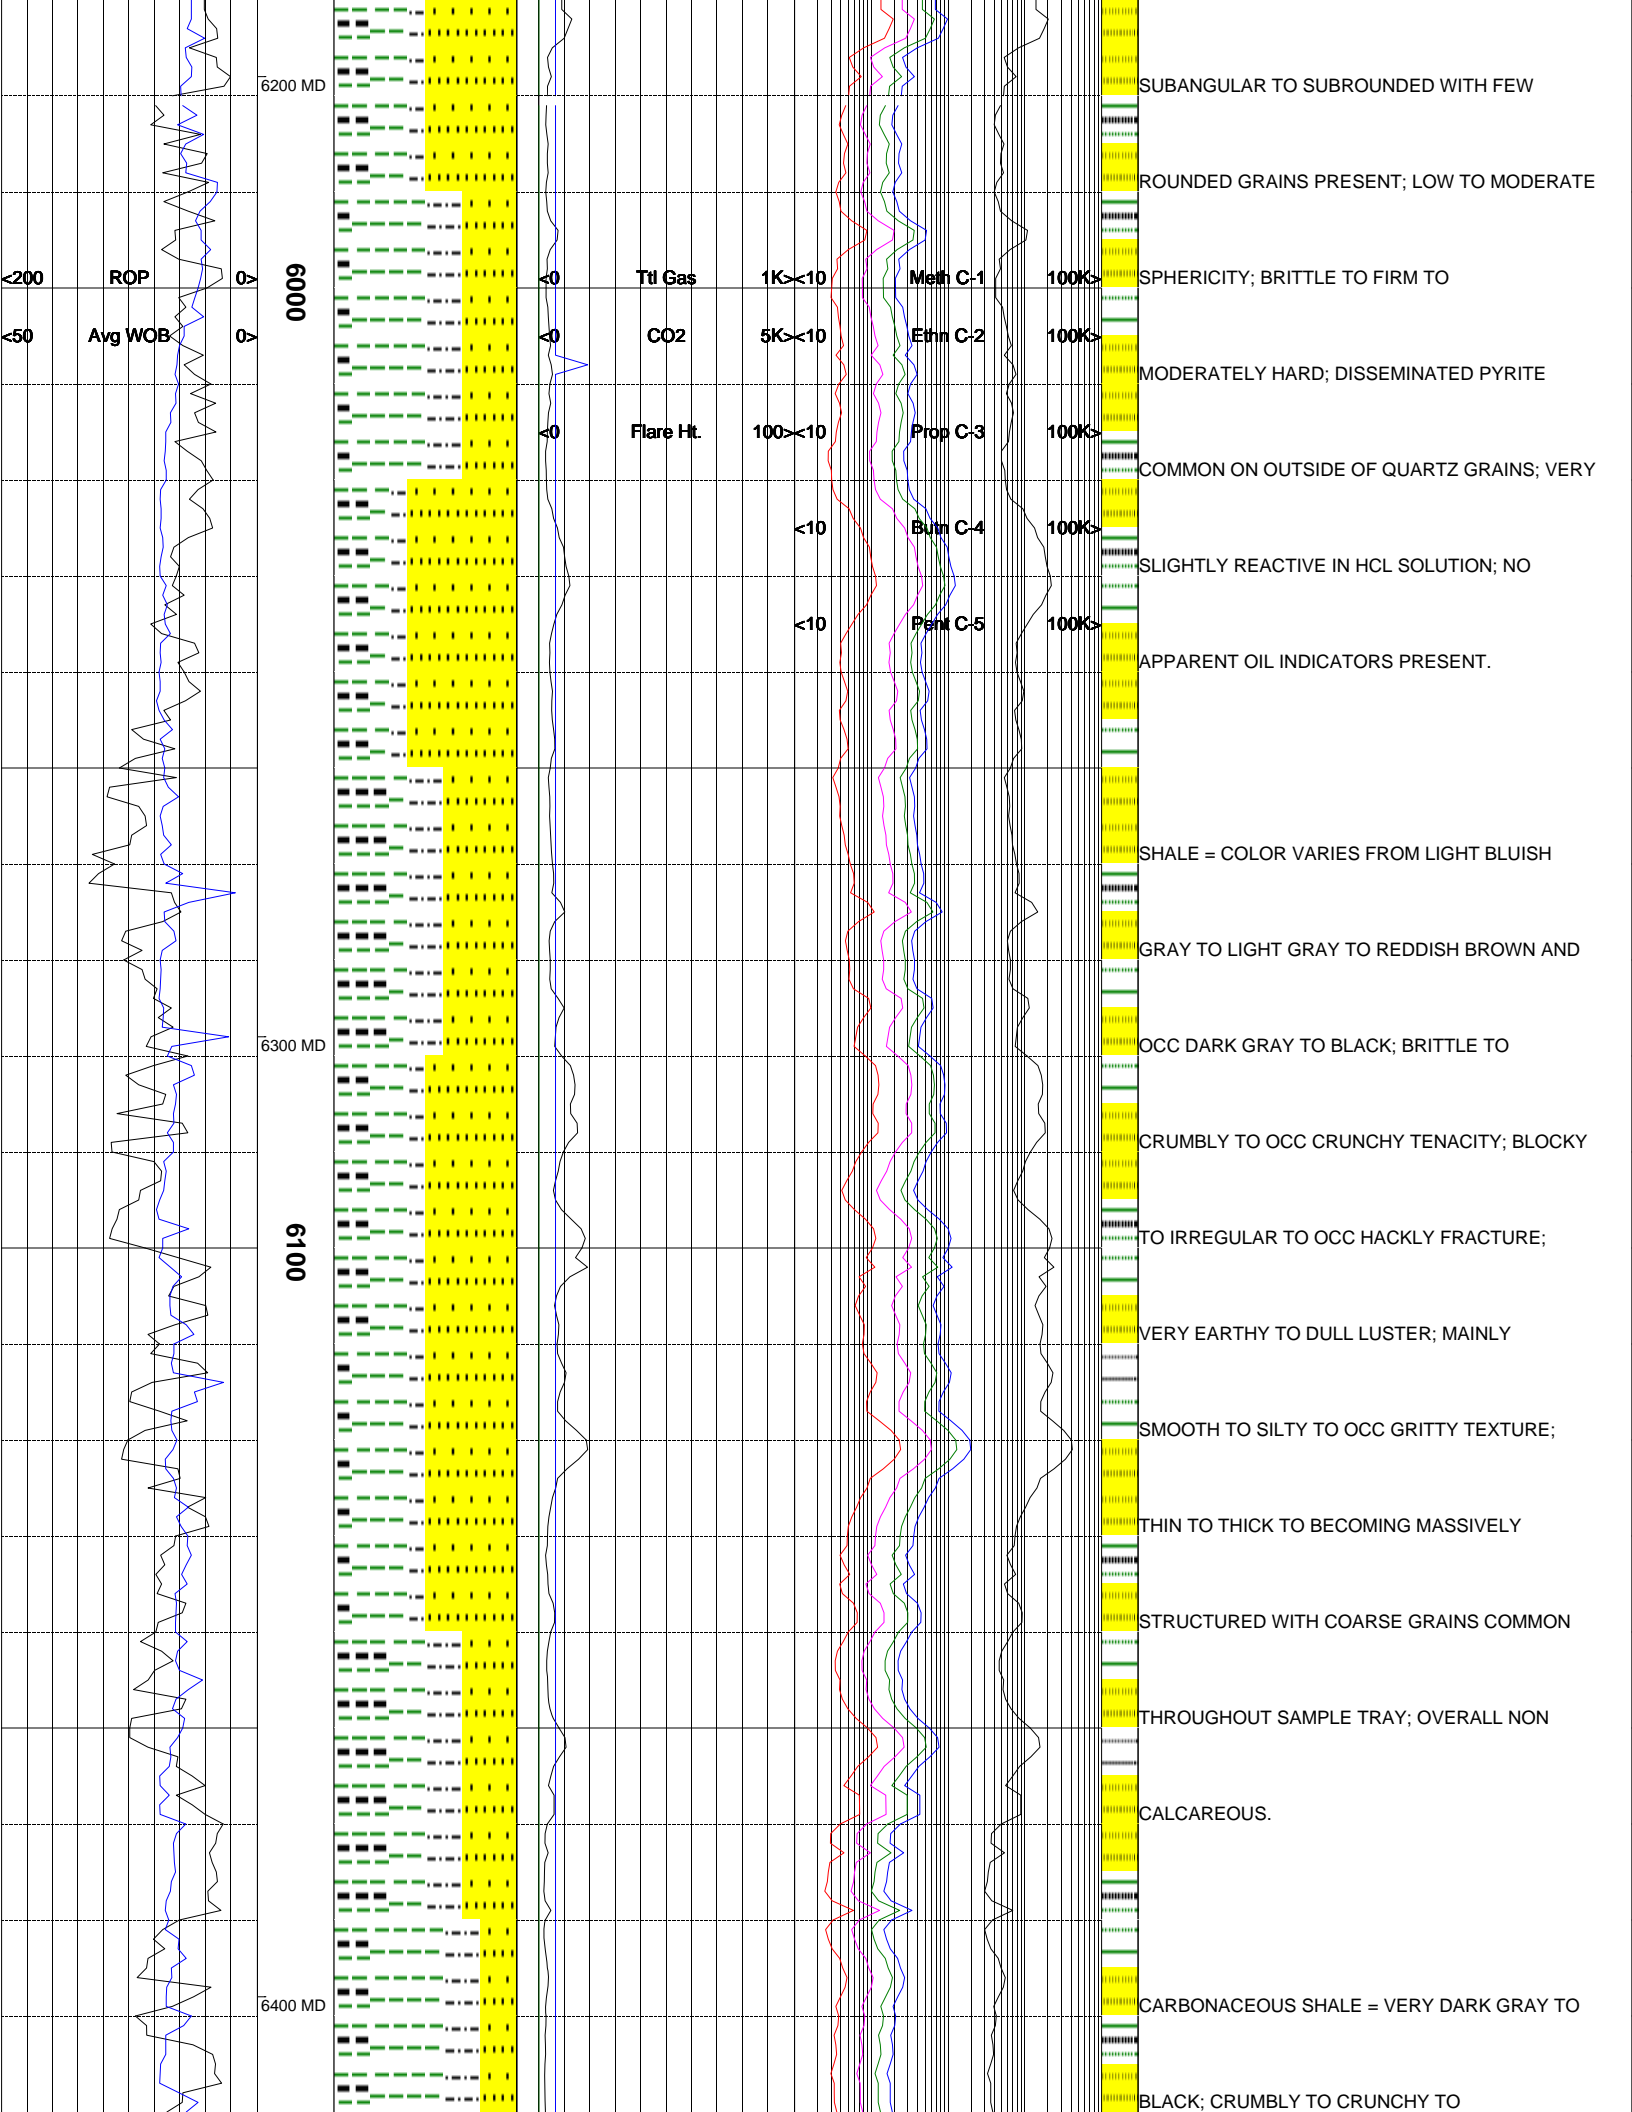 6200 MD
SUBANGULAR TO SUBROUNDED WITH FEW
ROUNDED GRAINS PRESENT; LOW TO MODERATE
<200 ROP 0>
6000
<0 Ttl Gas 1K><10 Meth C-1 100K>
SPHERICITY; BRITTLE TO FIRM TO
<50 Avg WOB 0>
<0 CO2 5K><10 Ethn C-2 100K>
MODERATELY HARD; DISSEMINATED PYRITE
<0 Flare Ht. 100><10 Prop C-3 100K>
COMMON ON OUTSIDE OF QUARTZ GRAINS; VERY
<10 Butn C-4 100K>
SLIGHTLY REACTIVE IN HCL SOLUTION; NO
<10 Pent C-5 100K>
APPARENT OIL INDICATORS PRESENT.
SHALE = COLOR VARIES FROM LIGHT BLUISH
GRAY TO LIGHT GRAY TO REDDISH BROWN AND
6300 MD
OCC DARK GRAY TO BLACK; BRITTLE TO
CRUMBLY TO OCC CRUNCHY TENACITY; BLOCKY
6100
TO IRREGULAR TO OCC HACKLY FRACTURE;
VERY EARTHY TO DULL LUSTER; MAINLY
SMOOTH TO SILTY TO OCC GRITTY TEXTURE;
THIN TO THICK TO BECOMING MASSIVELY
STRUCTURED WITH COARSE GRAINS COMMON
THROUGHOUT SAMPLE TRAY; OVERALL NON
CALCAREOUS.
6400 MD
CARBONACEOUS SHALE = VERY DARK GRAY TO
BLACK; CRUMBLY TO CRUNCHY TO